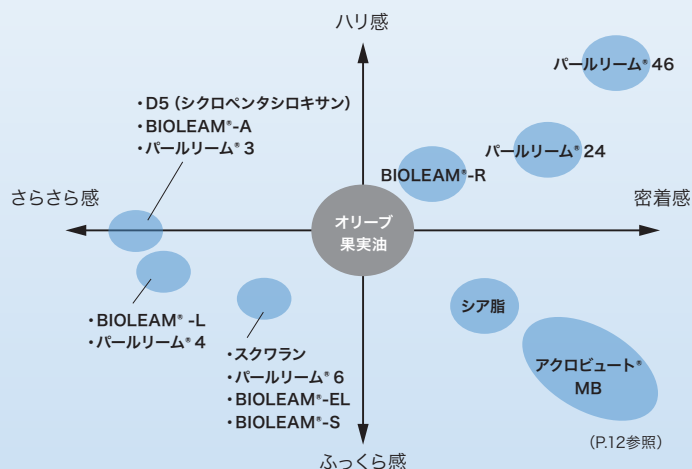 ハリ感
パールリーム® 46
・D5（シクロペンタシロキサン）
・BIOLEAM®-A
・パールリーム® 3
パールリーム® 24
BIOLEAM®-R
さらさら感
密着感
オリーブ
果実油
シア脂
・BIOLEAM® -L
・パールリーム® 4
・スクワラン
・パールリーム® 6
・BIOLEAM®-EL
・BIOLEAM®-S
アクロビュート®
MB
（P.12参照）
ふっくら感